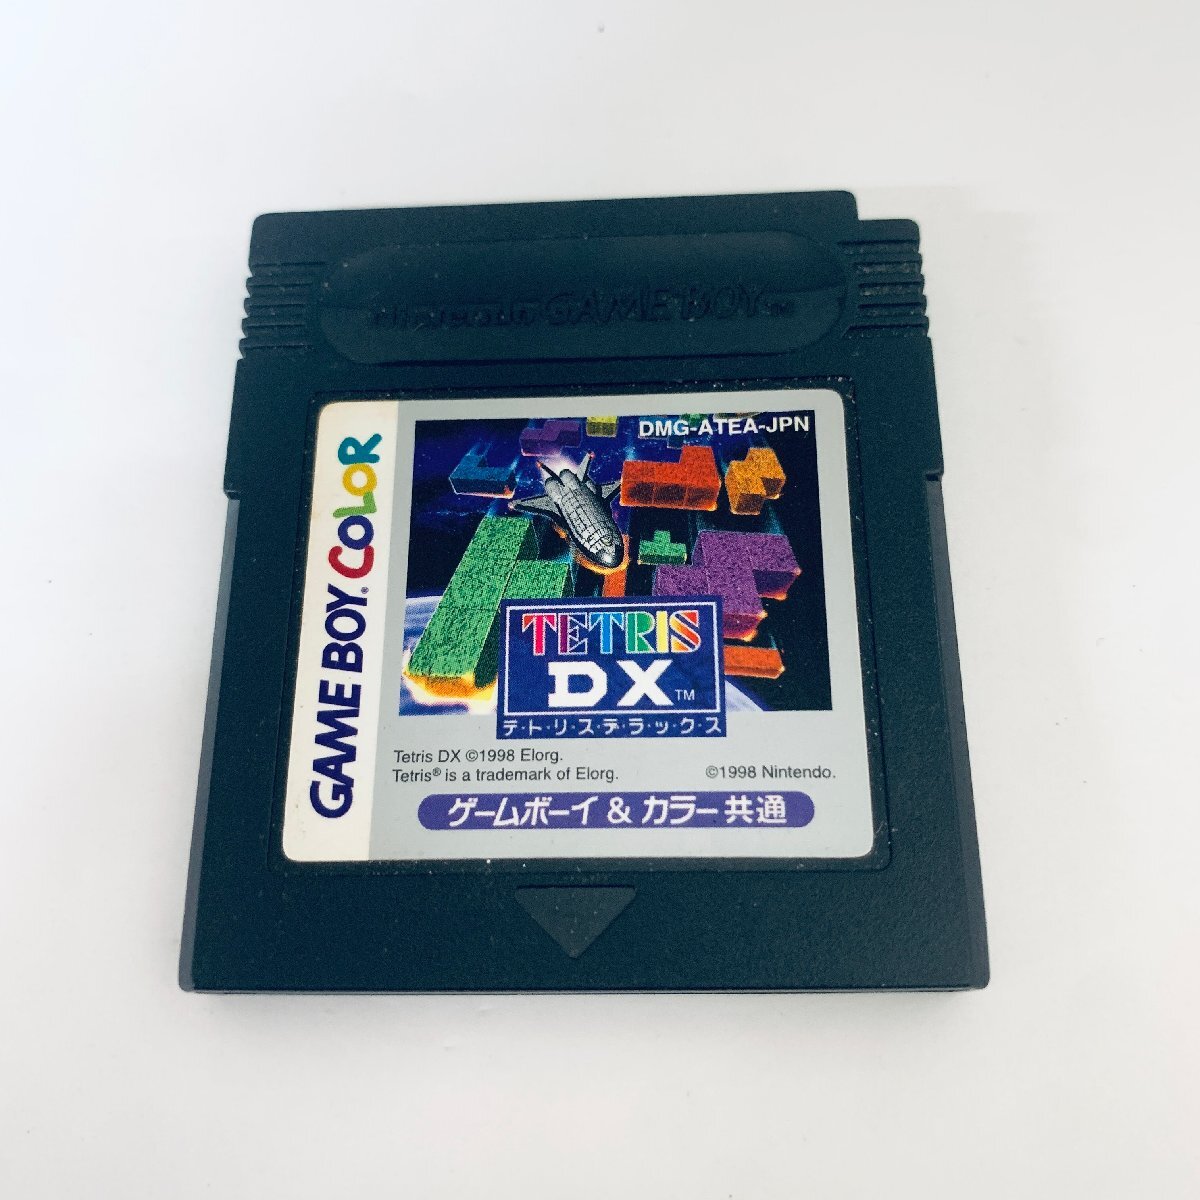 Nintendo GAME BOY TM
GAME BOY COLOR
DMG-ATEA-JPN
TETRIS
DX™
テ・ト・リ・ス・デ・ラ・ッ・ク・ス
Tetris DX ©1998 Elorg.
Tetris® is a trademark of Elorg.
©1998 Nintendo.
ゲームボーイ & カラー 共通